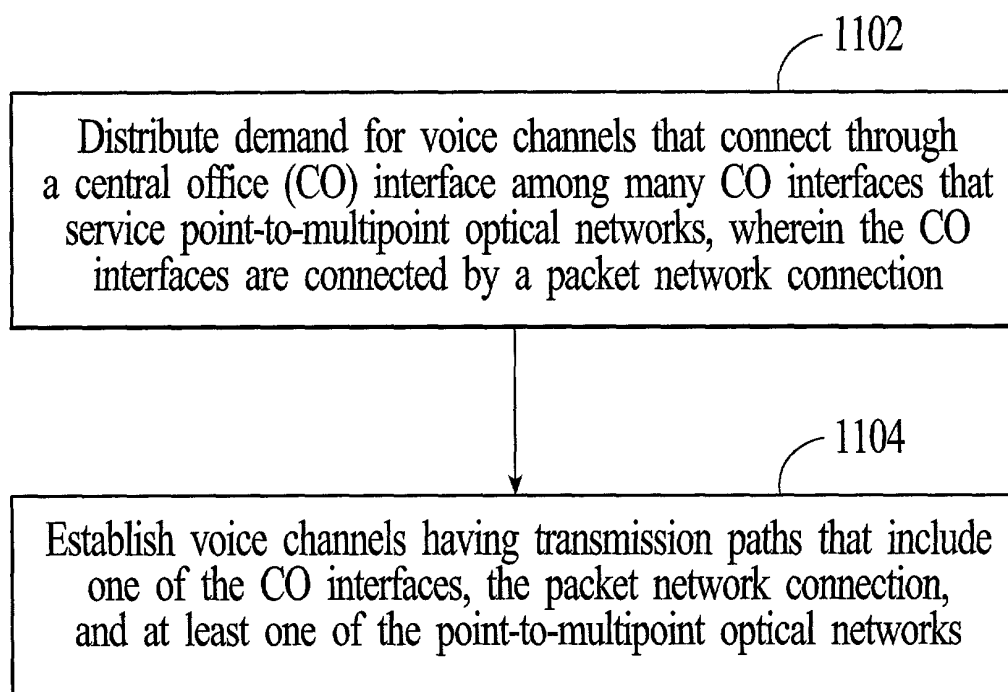 1102
Distribute demand for voice channels that connect through
a central office (CO) interface among many CO interfaces that
service point-to-multipoint optical networks, wherein the CO
interfaces are connected by a packet network connection
1104
Establish voice channels having transmission paths that include
one of the CO interfaces, the packet network connection,
and at least one of the point-to-multipoint optical networks